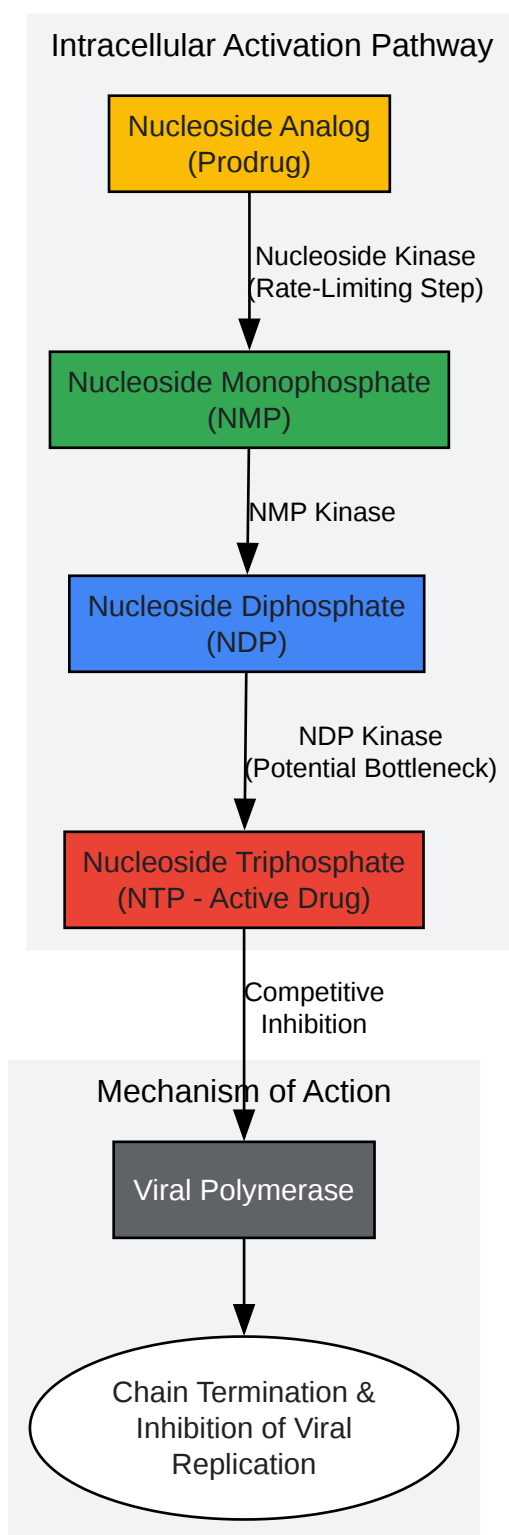 Intracellular Activation Pathway
Nucleoside Analog
(Prodrug)
Nucleoside Kinase
(Rate-Limiting Step)
Nucleoside Monophosphate
(NMP)
NMP Kinase
Nucleoside Diphosphate
(NDP)
NDP Kinase
(Potential Bottleneck)
Nucleoside Triphosphate
(NTP - Active Drug)
Competitive
Inhibition
Mechanism of Action
Viral Polymerase
Chain Termination &
Inhibition of Viral
Replication